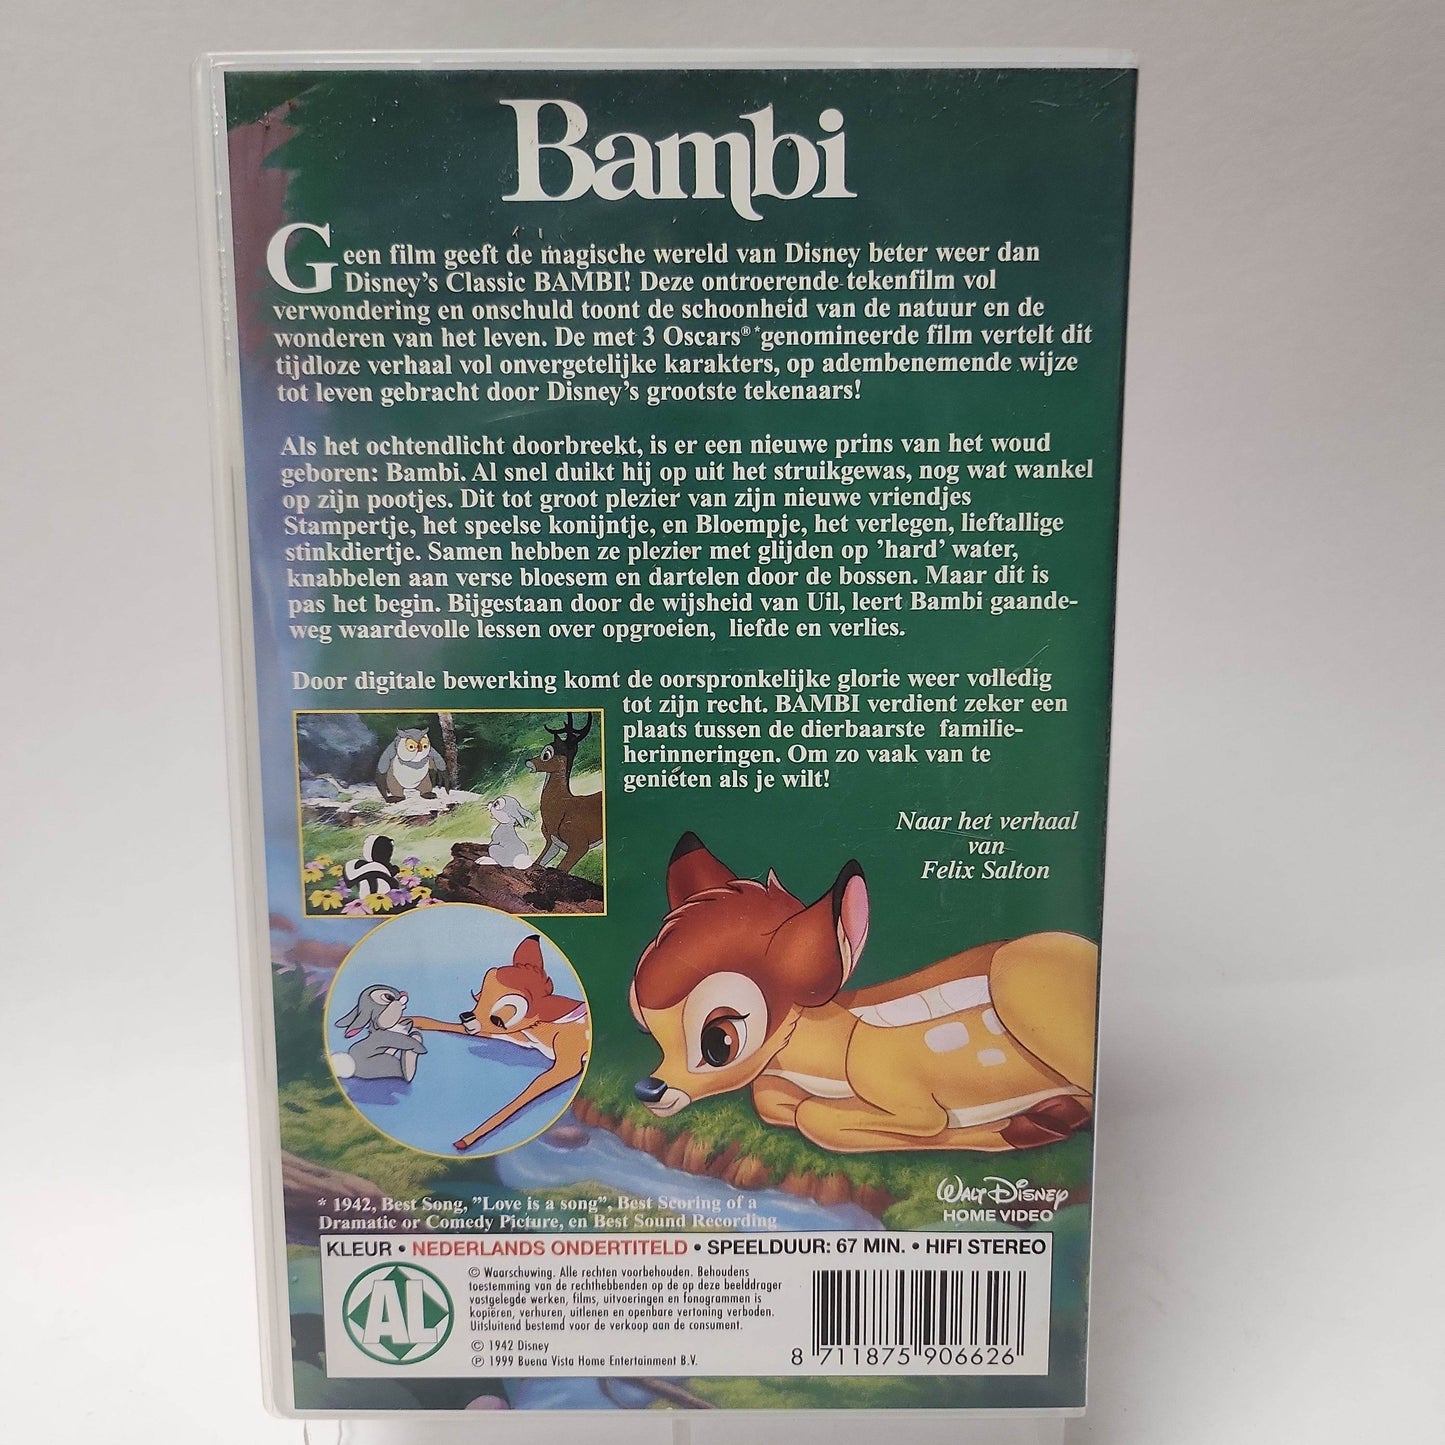 Bambi
Geen film geeft de magische wereld van Disney beter weer dan
Disney's Classic BAMBI! Deze ontroerende tekenfilm vol
verwondering en onschuld toont de schoonheid van de natuur en de
wonderen van het leven. De met 3 Oscars®*genomineerde film vertelt dit
tijdloze verhaal vol onvergetelijke karakters, op adembenemende wijze
tot leven gebracht door Disney's grootste tekenaars!
Als het ochtendlicht doorbreekt, is er een nieuwe prins van het woud
geboren: Bambi. Al snel duikt hij op uit het struikgewas, nog wat wankel
op zijn pootjes. Dit tot groot plezier van zijn nieuwe vriendjes
Stampertje, het speelse konijntje, en Bloempje, het verlegen, lieftallige
stinkdiertje. Samen hebben ze plezier met glijden op 'hard' water,
knabbelen aan verse bloesem en dartelen door de bossen. Maar dit is
pas het begin. Bijgestaan door de wijsheid van Uil, leert Bambi gaande-
weg waardevolle lessen over opgroeien, liefde en verlies.
Door digitale bewerking komt de oorspronkelijke glorie weer volledig
tot zijn recht. BAMBI verdient zeker een
plaats tussen de dierbaarste familie-
herinneringen. Om zo vaak van te
geniéten als je wilt!
Naar het verhaal
van
Felix Salton
* 1942, Best Song, "Love is a song", Best Scoring of a
Dramatic or Comedy Picture, en Best Sound Recording
WALT DISNEY
HOME VIDEO
KLEUR • NEDERLANDS ONDERTITELD • SPEELDUUR: 67 MIN. • HIFI STEREO
AL
© Waarschuwing. Alle rechten voorbehouden. Behoudens
toestemming van de rechthebbenden op de op deze beelddrager
vastgelegde werken, films, uitvoeringen en fonogrammen is
kopiëren, verhuren, uitlenen en openbare vertoning verboden.
Uitsluitend bestemd voor de verkoop aan de consument.
© 1942 Disney
℗ 1999 Buena Vista Home Entertainment B.V.
8 711875 906626